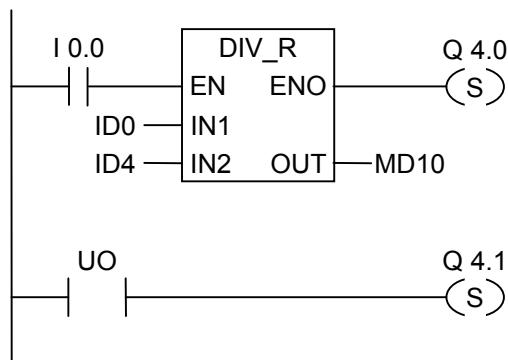 I 0.0 DIV_R Q 4.0
EN ENO S
ID0 IN1
ID4 IN2 OUT MD10
UO Q 4.1
S